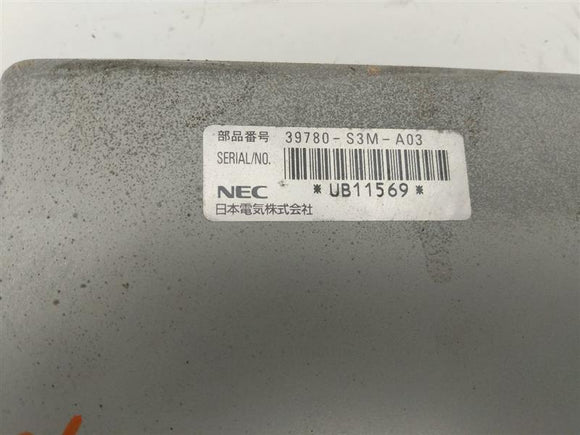 部品番号 39780-S3M-A03
SERIAL/NO.
NEC *UB11569*
日本電気株式会社